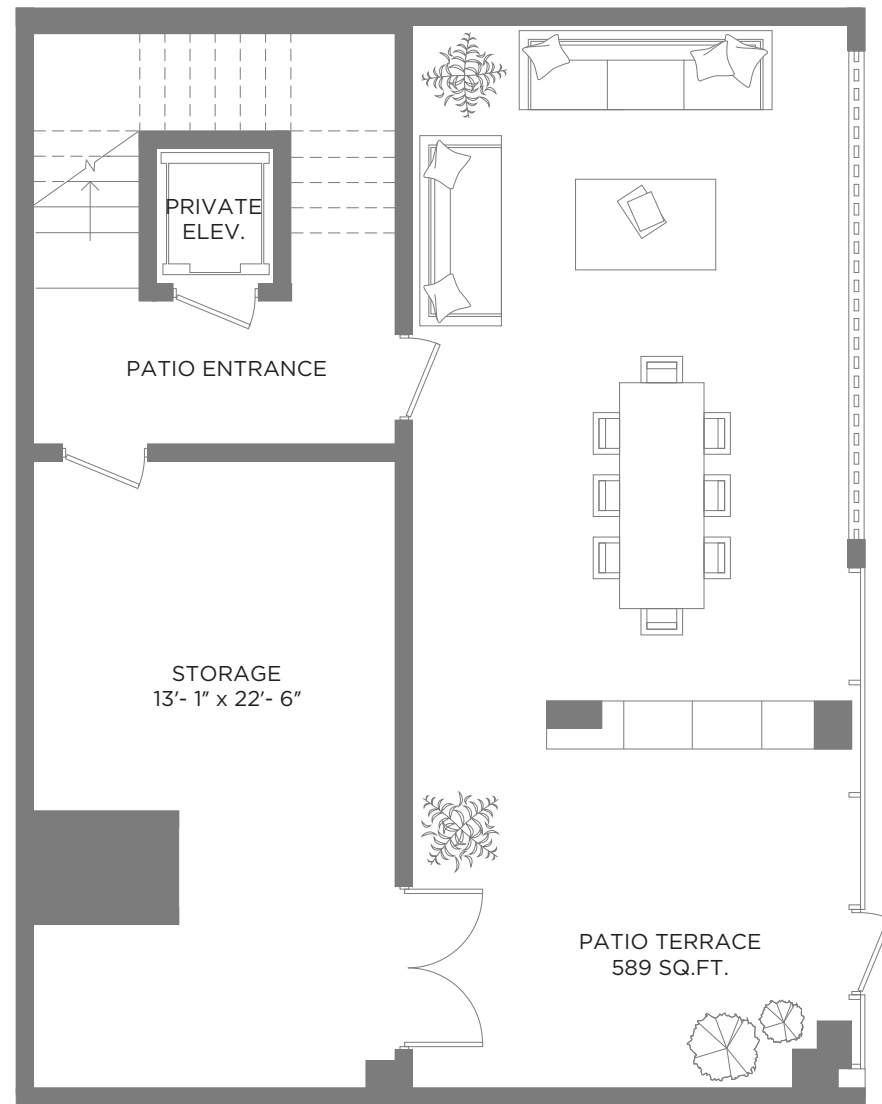 PRIVATE
ELEV.
PATIO ENTRANCE
STORAGE
13'- 1" x 22'- 6"
PATIO TERRACE
589 SQ.FT.